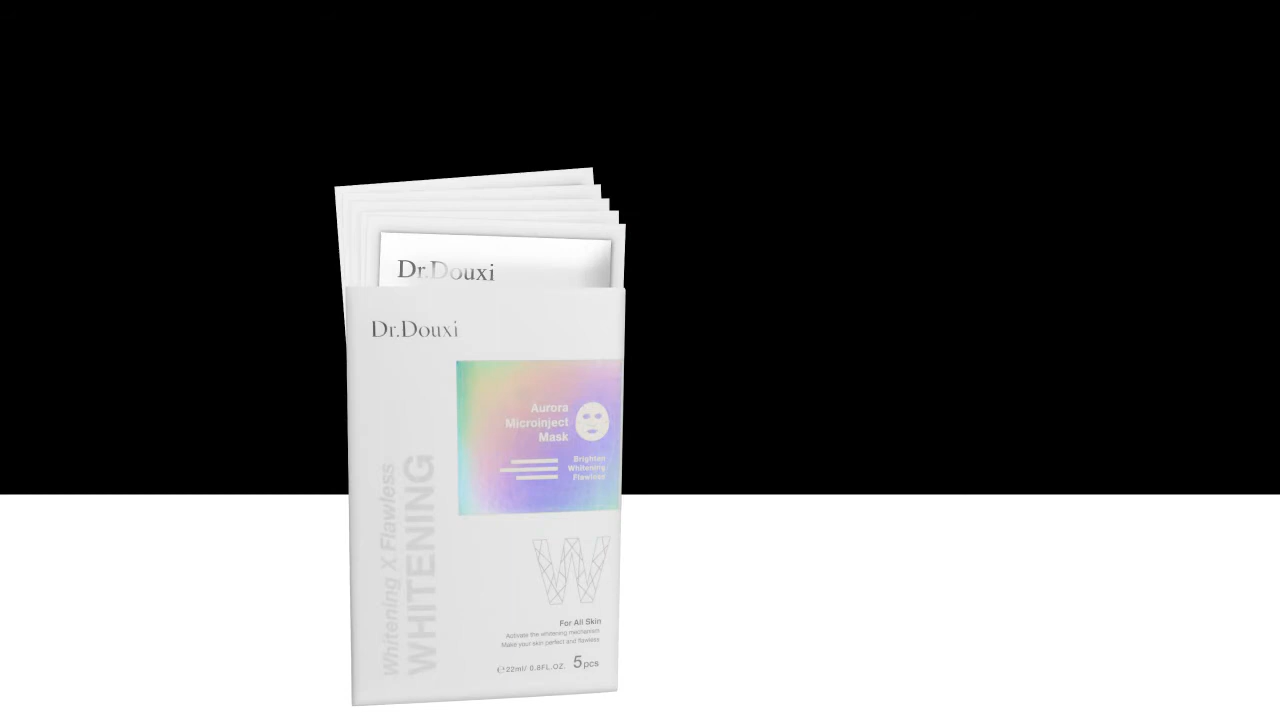 Dr.Douxi
Dr.Douxi
Aurora
Microinject
Mask
Brighten
Whitening
Flawless
Whitening X Flawless
WHITENING
W
For All Skin
Activate the whitening mechanism
Make your skin perfect and flawless
℮22ml/ 0.8FL.OZ. 5pcs